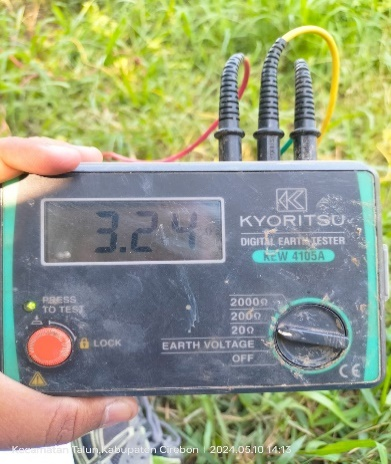 KYORITSU
DIGITAL EARTH TESTER
KEW 4105A
3.24
PRESS
TO TEST
LOCK
2000Ω
200Ω
20Ω
EARTH VOLTAGE
OFF
CE
Kecamatan Talun,Kabupaten Cirebon | 2024.05.10 14:13